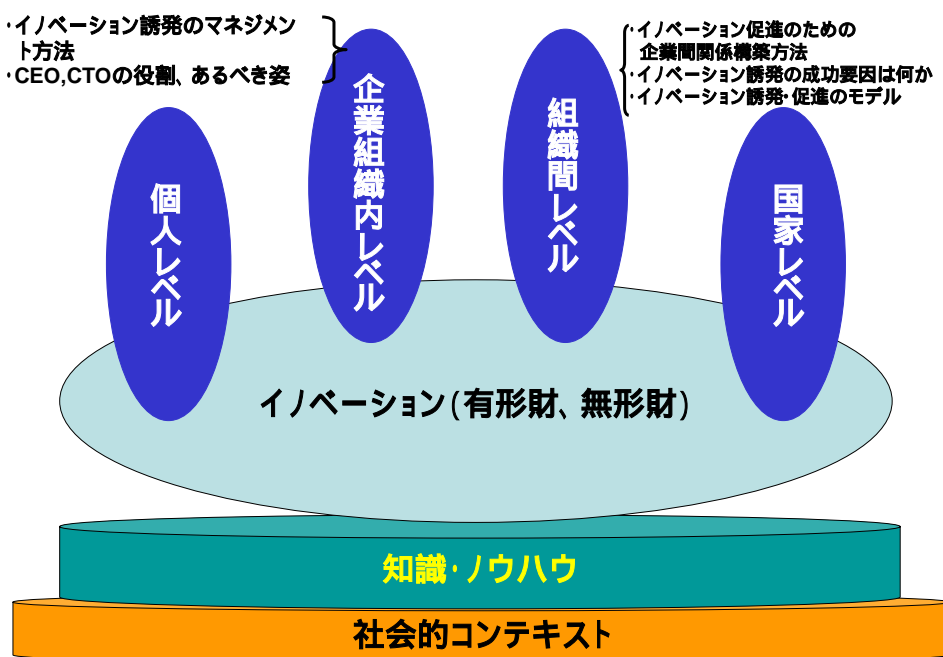 ・イノベーション誘発のマネジメン
ト方法
・CEO,CTOの役割、あるべき姿
・イノベーション促進のための
企業間関係構築方法
・イノベーション誘発の成功要因は何か
・イノベーション誘発・促進のモデル
個人レベル
企業組織内レベル
組織間レベル
国家レベル
イノベーション(有形財、無形財)
知識・ノウハウ
社会的コンテキスト